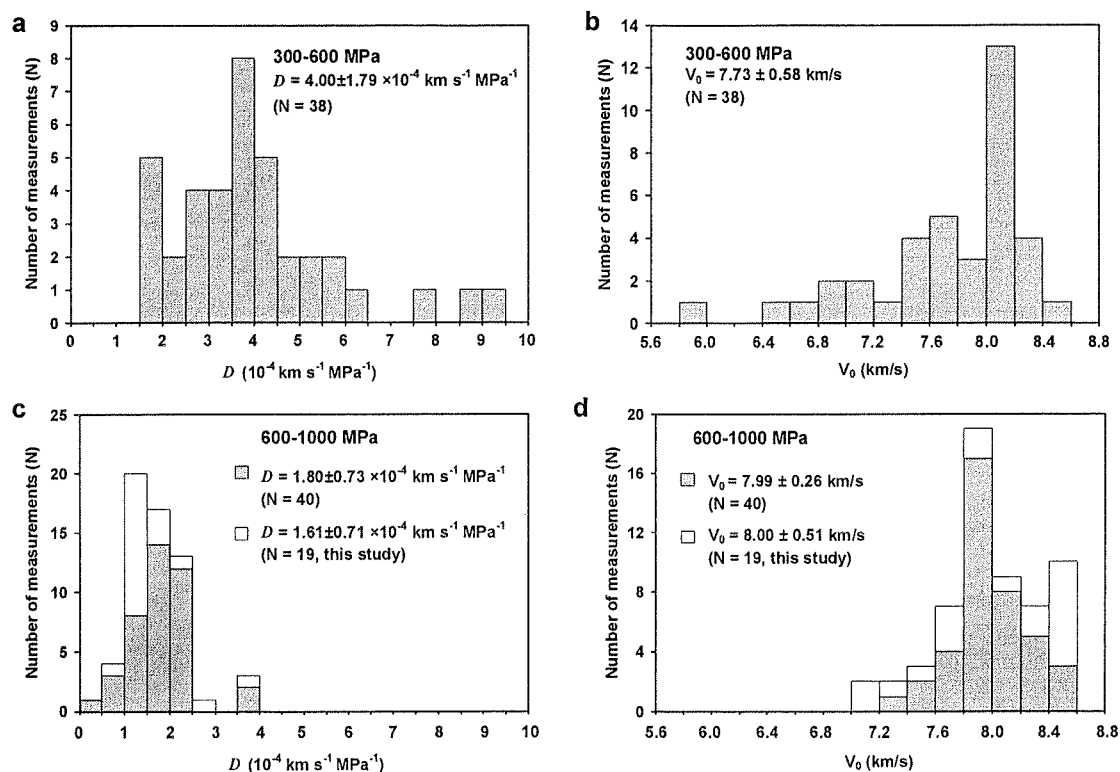 a
300-600 MPa
D = 4.00±1.79 ×10⁻⁴ km s⁻¹ MPa⁻¹
(N = 38)
Number of measurements (N)
9
8
7
6
5
4
3
2
1
0
1 2 3 4 5 6 7 8 9 10
D (10⁻⁴ km s⁻¹ MPa⁻¹)
b
300-600 MPa
V₀ = 7.73 ± 0.58 km/s
(N = 38)
Number of measurements (N)
14
12
10
8
6
4
2
0
5.6 6.0 6.4 6.8 7.2 7.6 8.0 8.4 8.8
V₀ (km/s)
c
600-1000 MPa
D = 1.80±0.73 ×10⁻⁴ km s⁻¹ MPa⁻¹
(N = 40)
D = 1.61±0.71 ×10⁻⁴ km s⁻¹ MPa⁻¹
(N = 19, this study)
Number of measurements (N)
25
20
15
10
5
0
0 1 2 3 4 5 6 7 8 9 10
D (10⁻⁴ km s⁻¹ MPa⁻¹)
d
600-1000 MPa
V₀ = 7.99 ± 0.26 km/s
(N = 40)
V₀ = 8.00 ± 0.51 km/s
(N = 19, this study)
Number of measurements (N)
20
16
12
8
4
0
5.6 6.0 6.4 6.8 7.2 7.6 8.0 8.4 8.8
V₀ (km/s)